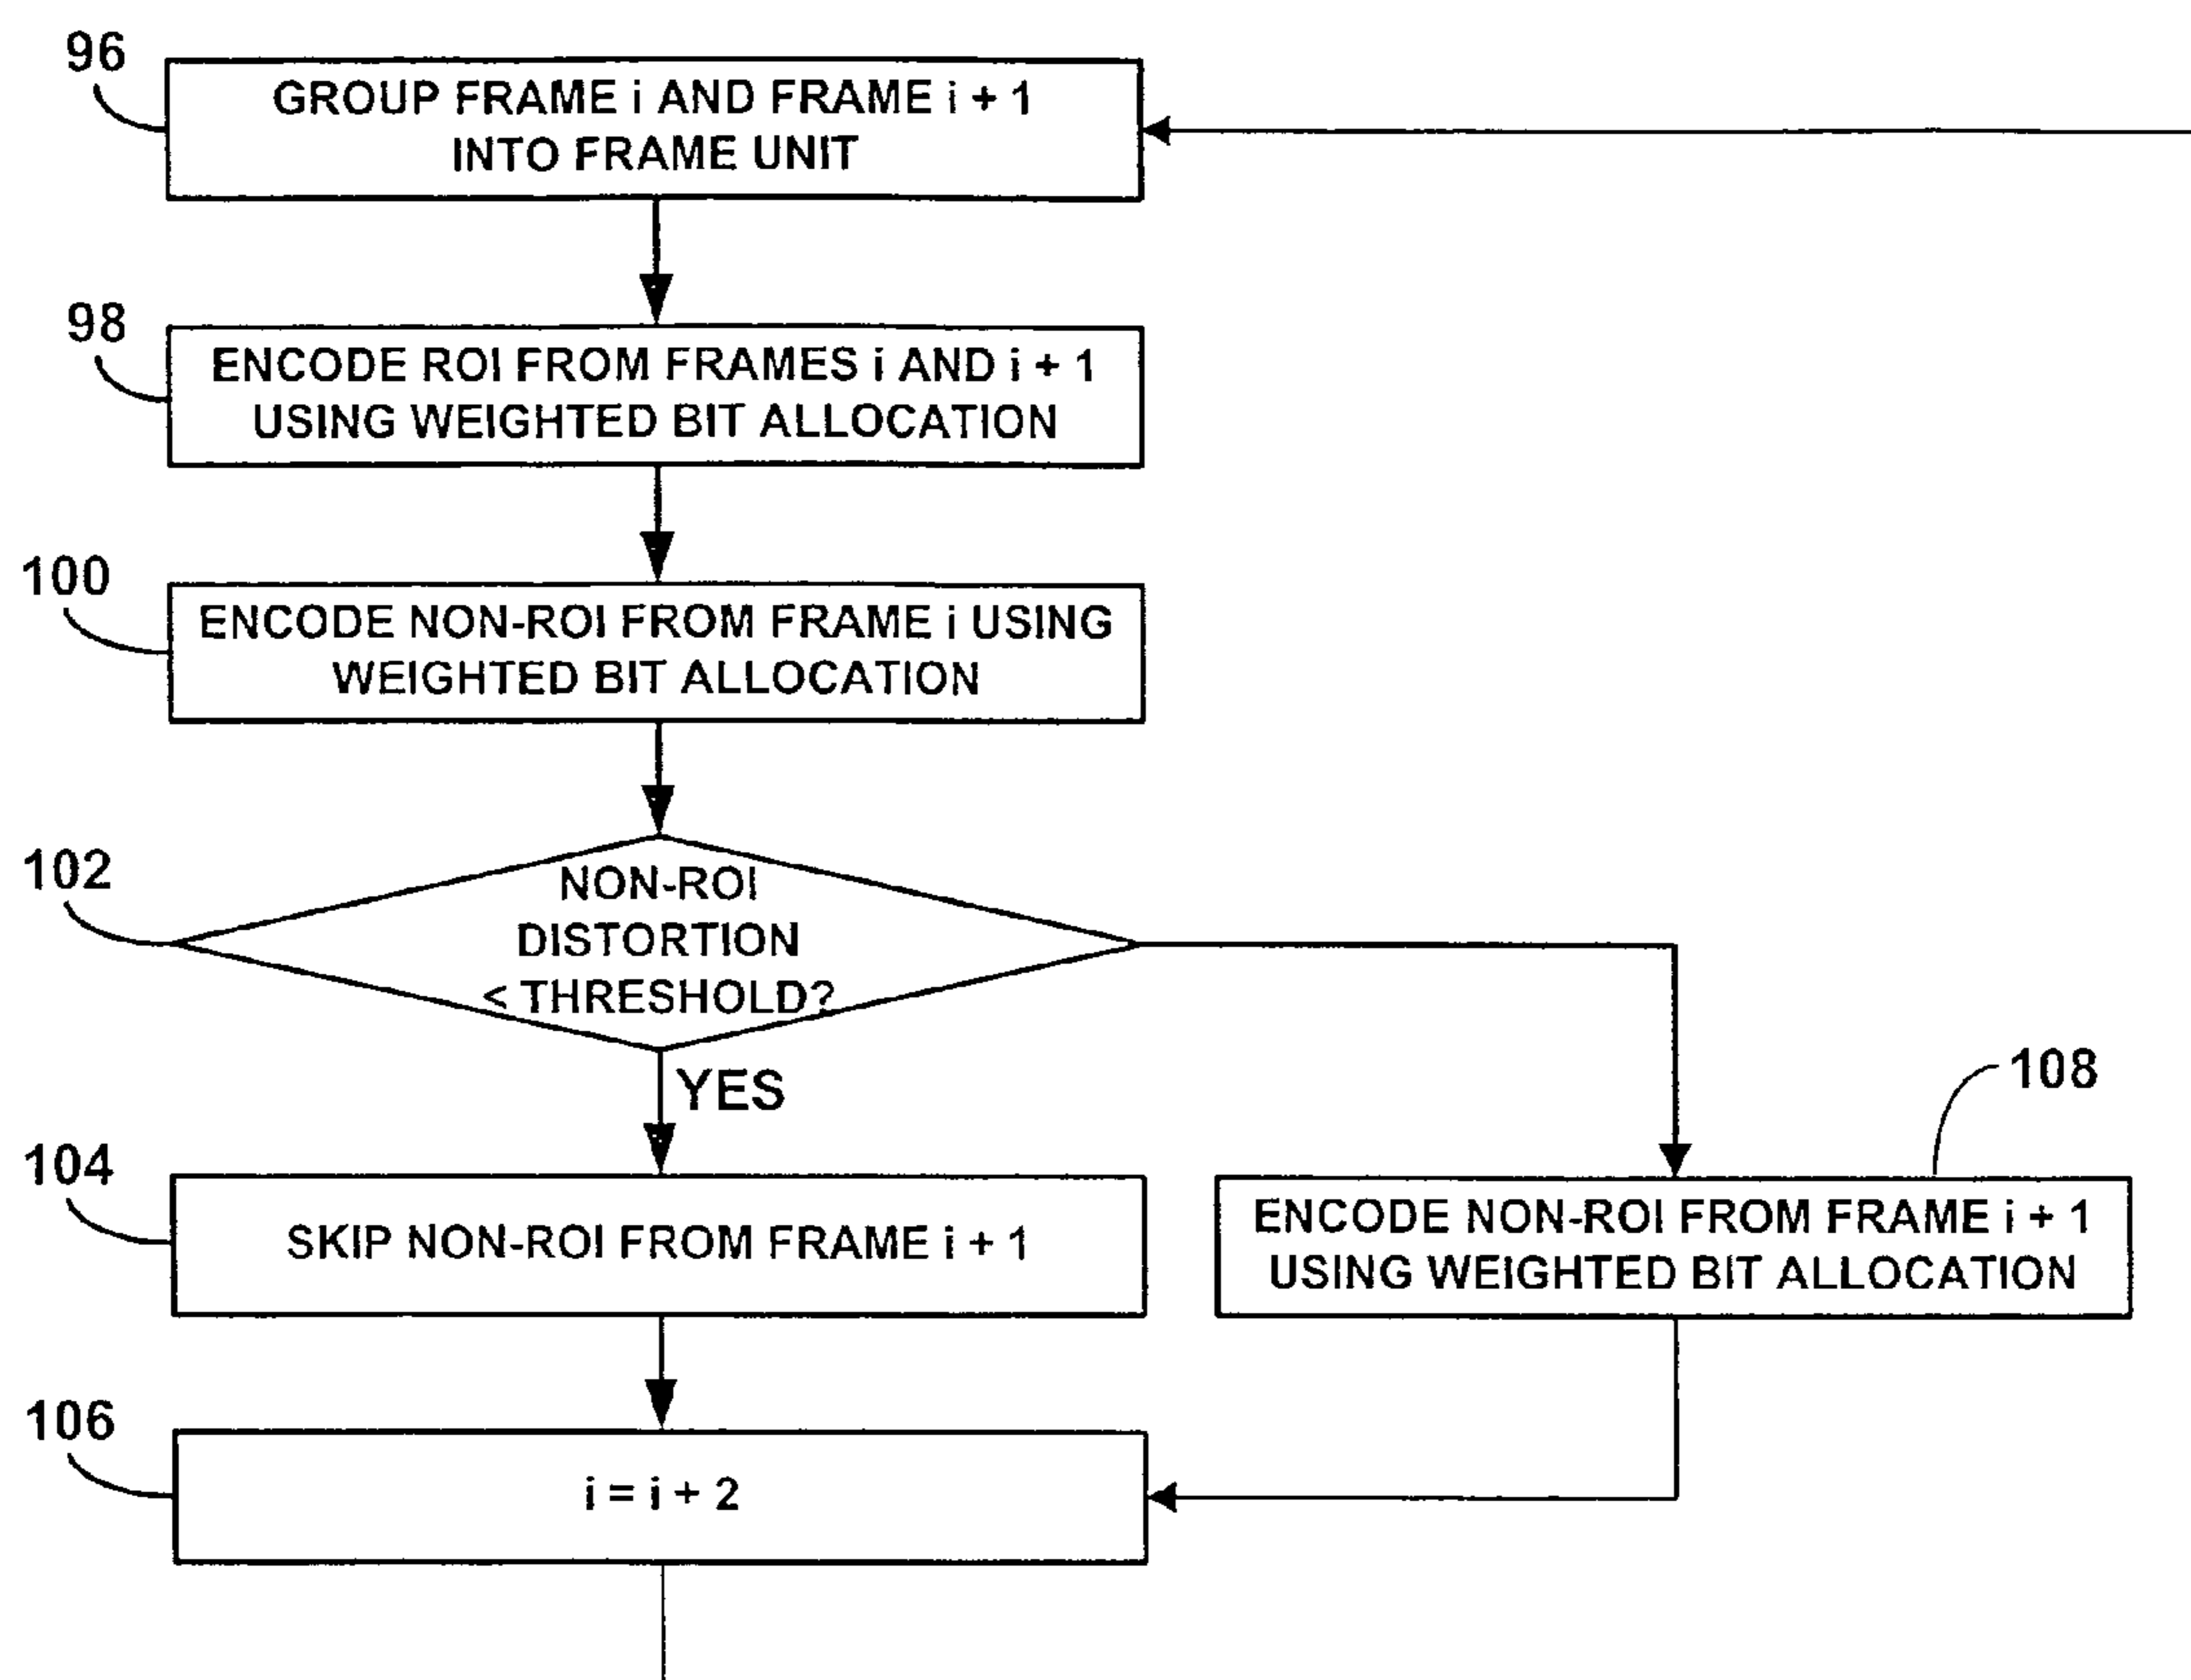 96
GROUP FRAME i AND FRAME i + 1
INTO FRAME UNIT
98
ENCODE ROI FROM FRAMES i AND i + 1
USING WEIGHTED BIT ALLOCATION
100
ENCODE NON-ROI FROM FRAME i USING
WEIGHTED BIT ALLOCATION
102
NON-ROI
DISTORTION
< THRESHOLD?
YES
108
104
SKIP NON-ROI FROM FRAME i + 1
ENCODE NON-ROI FROM FRAME i + 1
USING WEIGHTED BIT ALLOCATION
106
i = i + 2